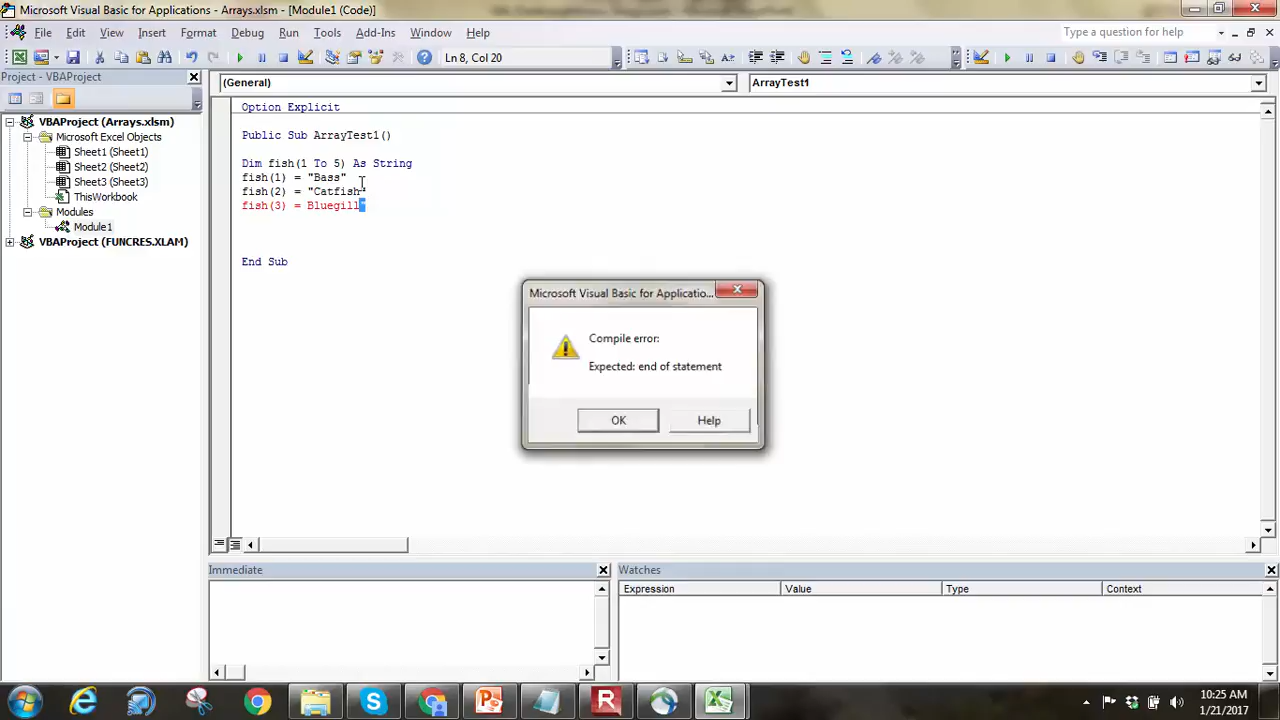 Microsoft Visual Basic for Applications - Arrays.xlsm - [Module1 (Code)]
File Edit View Insert Format Debug Run Tools Add-Ins Window Help
Type a question for help
Ln 8, Col 20
Project - VBAProject
(General)
ArrayTest1
VBAProject (Arrays.xlsm)
Microsoft Excel Objects
Sheet1 (Sheet1)
Sheet2 (Sheet2)
Sheet3 (Sheet3)
ThisWorkbook
Modules
Module1
VBAProject (FUNCRES.XLAM)
Option Explicit
Public Sub ArrayTest1()
Dim fish(1 To 5) As String
fish(1) = "Bass"
fish(2) = "Catfish"
fish(3) = Bluegill"
End Sub
Microsoft Visual Basic for Applicatio...
Compile error:
Expected: end of statement
OK
Help
Immediate
Watches
Expression Value Type Context
10:25 AM
1/21/2017